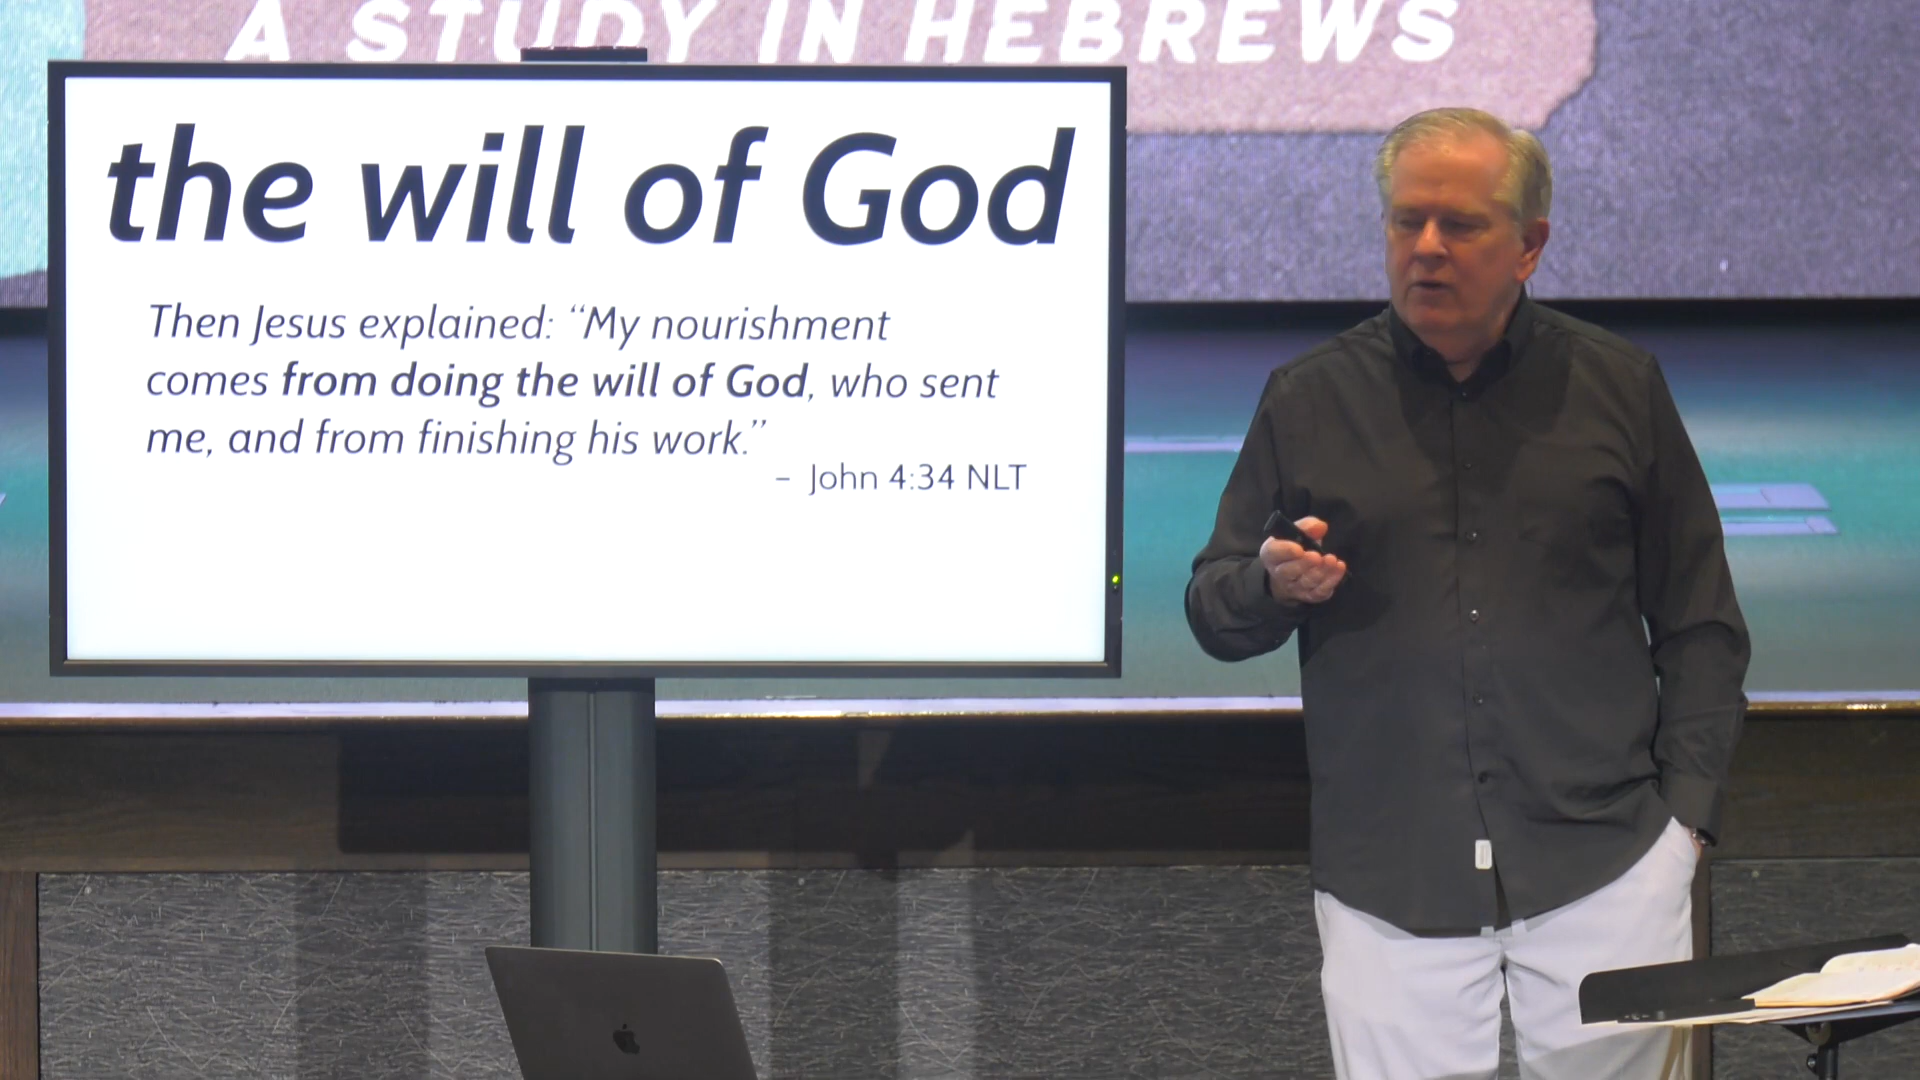 A STUDY IN HEBREWS
the will of God
Then Jesus explained: “My nourishment
comes from doing the will of God, who sent
me, and from finishing his work.”
– John 4:34 NLT